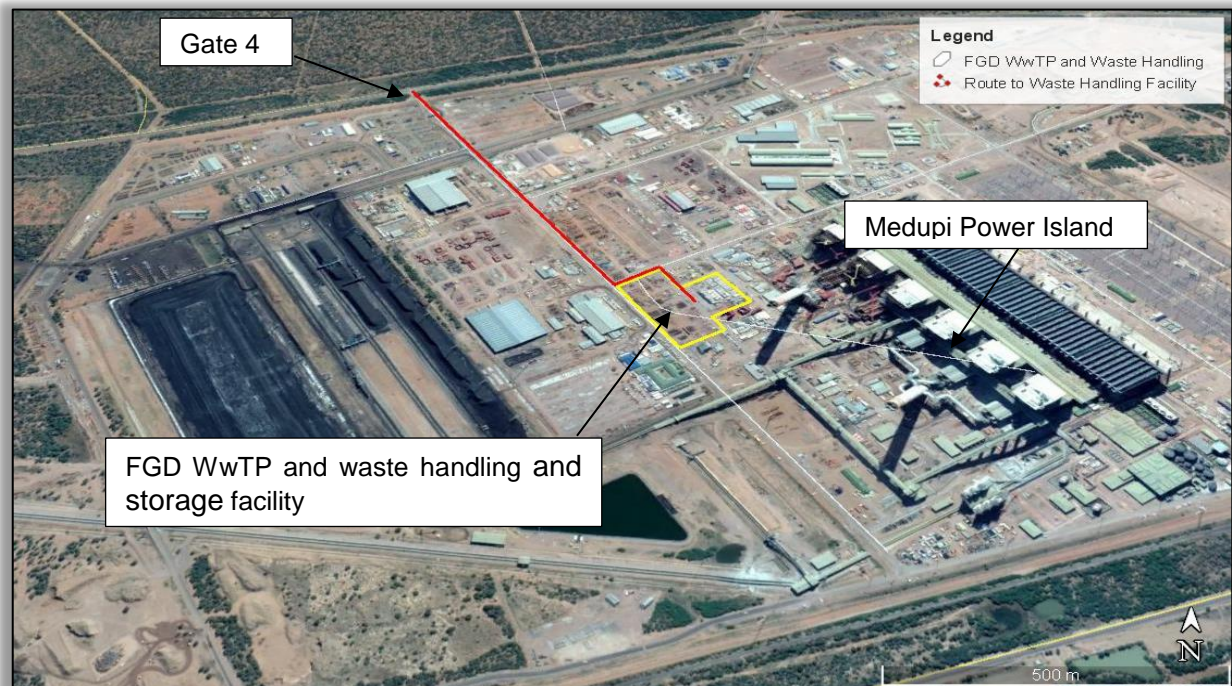 Gate 4
Legend
FGD WwTP and Waste Handling
Route to Waste Handling Facility
Medupi Power Island
FGD WwTP and waste handling and
storage facility
N
500 m